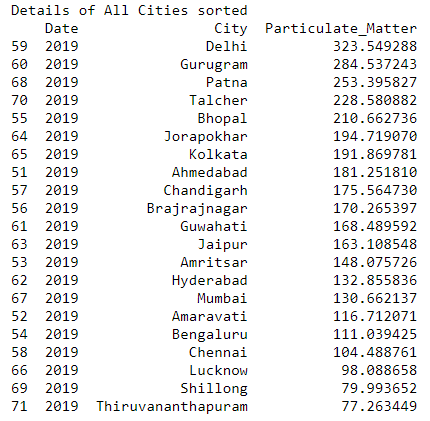 Details of All Cities sorted
Date City Particulate_Matter
59 2019 Delhi 323.549288
60 2019 Gurugram 284.537243
68 2019 Patna 253.395827
70 2019 Talcher 228.580882
55 2019 Bhopal 210.662736
64 2019 Jorapokhar 194.719070
65 2019 Kolkata 191.869781
51 2019 Ahmedabad 181.251810
57 2019 Chandigarh 175.564730
56 2019 Brajrajnagar 170.265397
61 2019 Guwahati 168.489592
63 2019 Jaipur 163.108548
53 2019 Amritsar 148.075726
62 2019 Hyderabad 132.855836
67 2019 Mumbai 130.662137
52 2019 Amaravati 116.712071
54 2019 Bengaluru 111.039425
58 2019 Chennai 104.488761
66 2019 Lucknow 98.088658
69 2019 Shillong 79.993652
71 2019 Thiruvananthapuram 77.263449